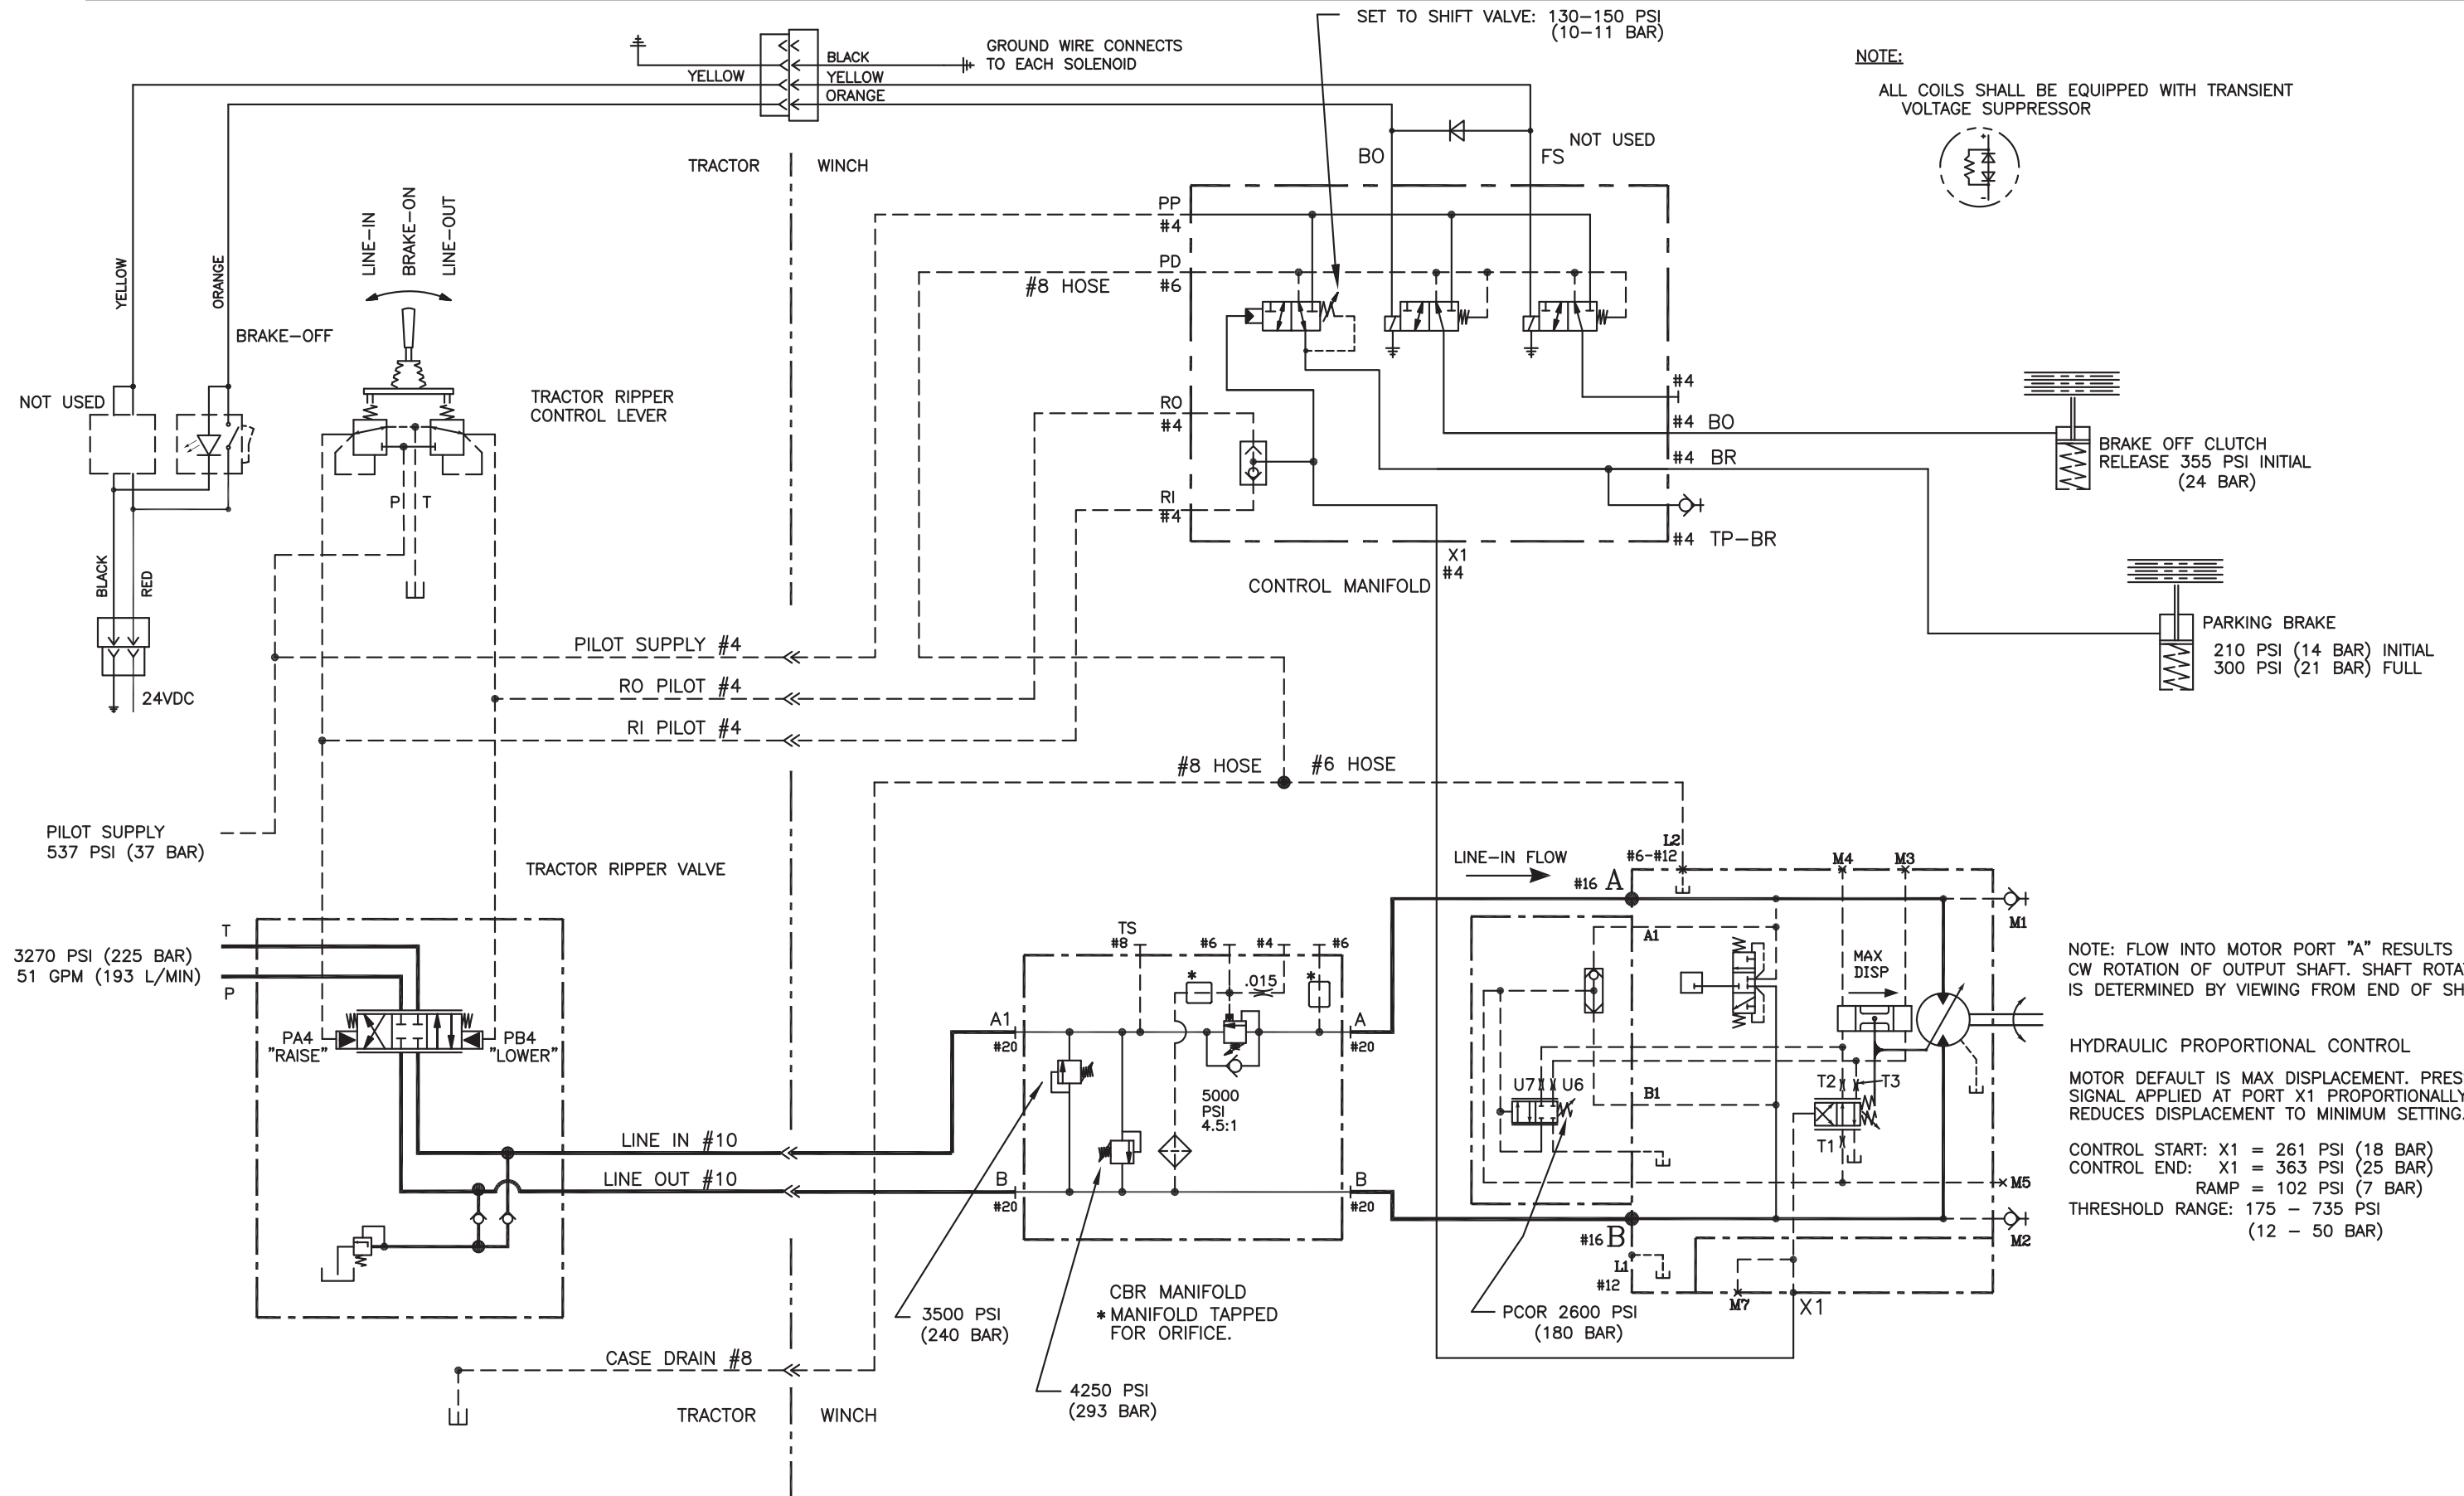 SET TO SHIFT VALVE: 130-150 PSI
(10-11 BAR)
NOTE:
ALL COILS SHALL BE EQUIPPED WITH TRANSIENT
VOLTAGE SUPPRESSOR
+
-
GROUND WIRE CONNECTS
TO EACH SOLENOID
BLACK
YELLOW
YELLOW
ORANGE
TRACTOR
WINCH
BO
FS
NOT USED
YELLOW
ORANGE
LINE-IN
BRAKE-ON
LINE-OUT
BRAKE-OFF
NOT USED
TRACTOR RIPPER
CONTROL LEVER
P
T
BLACK
RED
24VDC
PP
#4
PD
#6
#8 HOSE
RO
#4
RI
#4
#4
#4 BO
#4 BR
#4 TP-BR
X1
#4
CONTROL MANIFOLD
BRAKE OFF CLUTCH
RELEASE 355 PSI INITIAL
(24 BAR)
PARKING BRAKE
210 PSI (14 BAR) INITIAL
300 PSI (21 BAR) FULL
PILOT SUPPLY #4
RO PILOT #4
RI PILOT #4
#8 HOSE
#6 HOSE
PILOT SUPPLY
537 PSI (37 BAR)
TRACTOR RIPPER VALVE
T
3270 PSI (225 BAR)
51 GPM (193 L/MIN)
P
PA4
"RAISE"
PB4
"LOWER"
LINE IN #10
LINE OUT #10
CASE DRAIN #8
TRACTOR
WINCH
TS
#8
#6
#4
#6
*
.015
*
A1
#20
A
#20
B
#20
B
#20
5000
PSI
4.5:1
CBR MANIFOLD
*MANIFOLD TAPPED
FOR ORIFICE.
3500 PSI
(240 BAR)
4250 PSI
(293 BAR)
LINE-IN FLOW
#16 A
L2
#6-#12
M4
M3
M1
A1
MAX
DISP
U7
U6
B1
T2
T3
T1
M5
M2
#16 B
L1
#12
M7
X1
PCOR 2600 PSI
(180 BAR)
NOTE: FLOW INTO MOTOR PORT "A" RESULTS
CW ROTATION OF OUTPUT SHAFT. SHAFT ROTA
IS DETERMINED BY VIEWING FROM END OF SH
HYDRAULIC PROPORTIONAL CONTROL
MOTOR DEFAULT IS MAX DISPLACEMENT. PRES
SIGNAL APPLIED AT PORT X1 PROPORTIONALLY
REDUCES DISPLACEMENT TO MINIMUM SETTING.
CONTROL START: X1 = 261 PSI (18 BAR)
CONTROL END: X1 = 363 PSI (25 BAR)
RAMP = 102 PSI (7 BAR)
THRESHOLD RANGE: 175 - 735 PSI
(12 - 50 BAR)